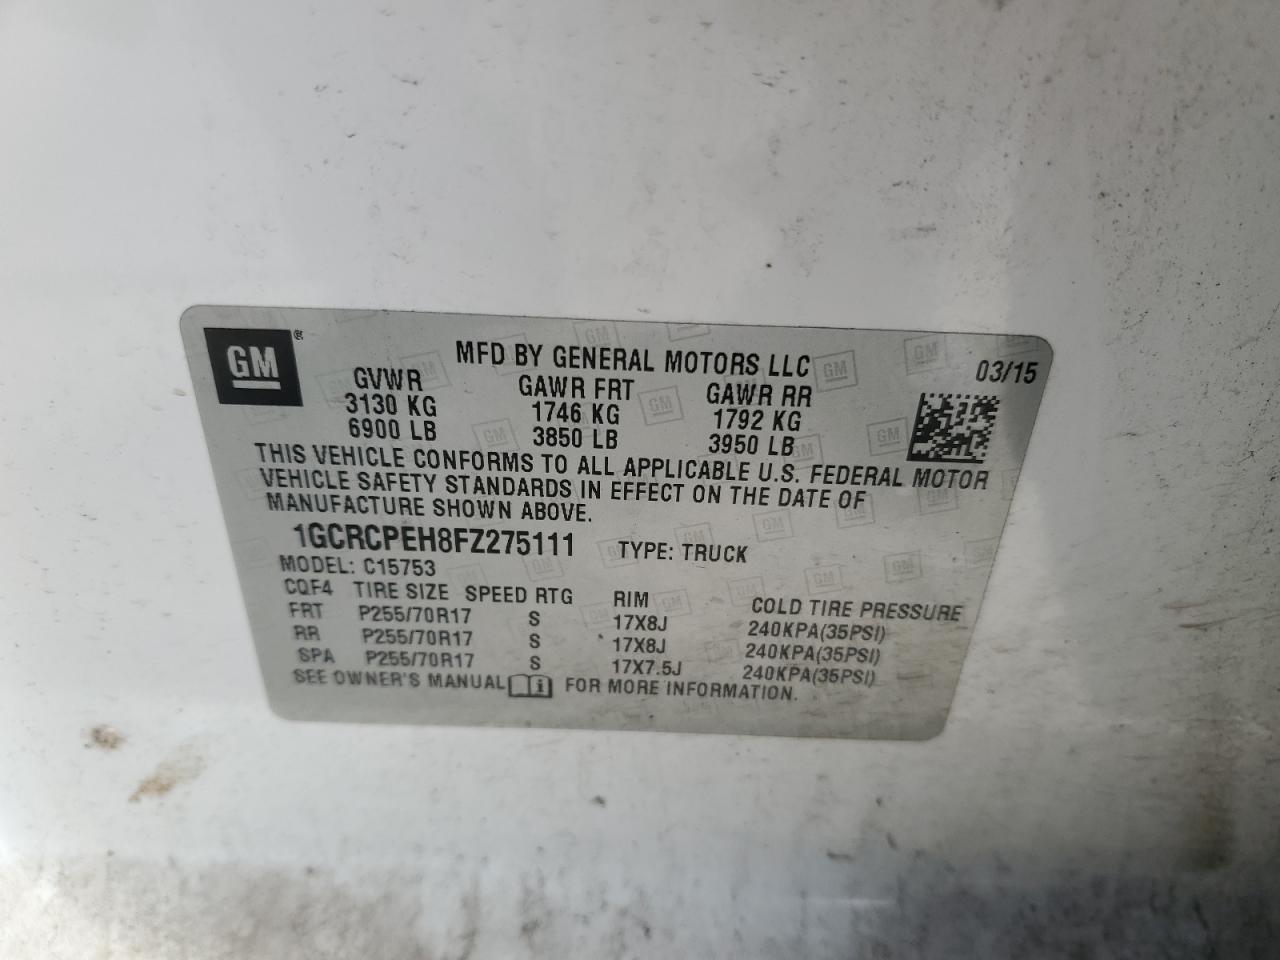 GM®
MFD BY GENERAL MOTORS LLC 03/15
GVWR GAWR FRT GAWR RR
3130 KG 1746 KG 1792 KG
6900 LB 3850 LB 3950 LB
THIS VEHICLE CONFORMS TO ALL APPLICABLE U.S. FEDERAL MOTOR
VEHICLE SAFETY STANDARDS IN EFFECT ON THE DATE OF
MANUFACTURE SHOWN ABOVE.
1GCRCPEH8FZ275111 TYPE: TRUCK
MODEL: C15753
CQF4 TIRE SIZE SPEED RTG RIM COLD TIRE PRESSURE
FRT P255/70R17 S 17X8J 240KPA(35PSI)
RR P255/70R17 S 17X8J 240KPA(35PSI)
SPA P255/70R17 S 17X7.5J 240KPA(35PSI)
SEE OWNER'S MANUAL i FOR MORE INFORMATION.